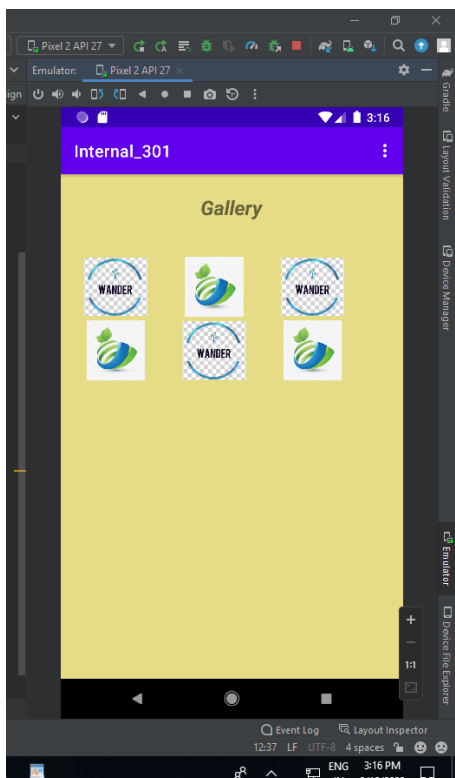 Pixel 2 API 27
Emulator: Pixel 2 API 27
ign
3:16
Internal_301
Gallery
WANDER
WANDER
WANDER
1:1
Gradle
Layout Validation
Device Manager
Emulator
Device File Explorer
Event Log Layout Inspector
12:37 LF UTF-8 4 spaces
ENG 3:16 PM